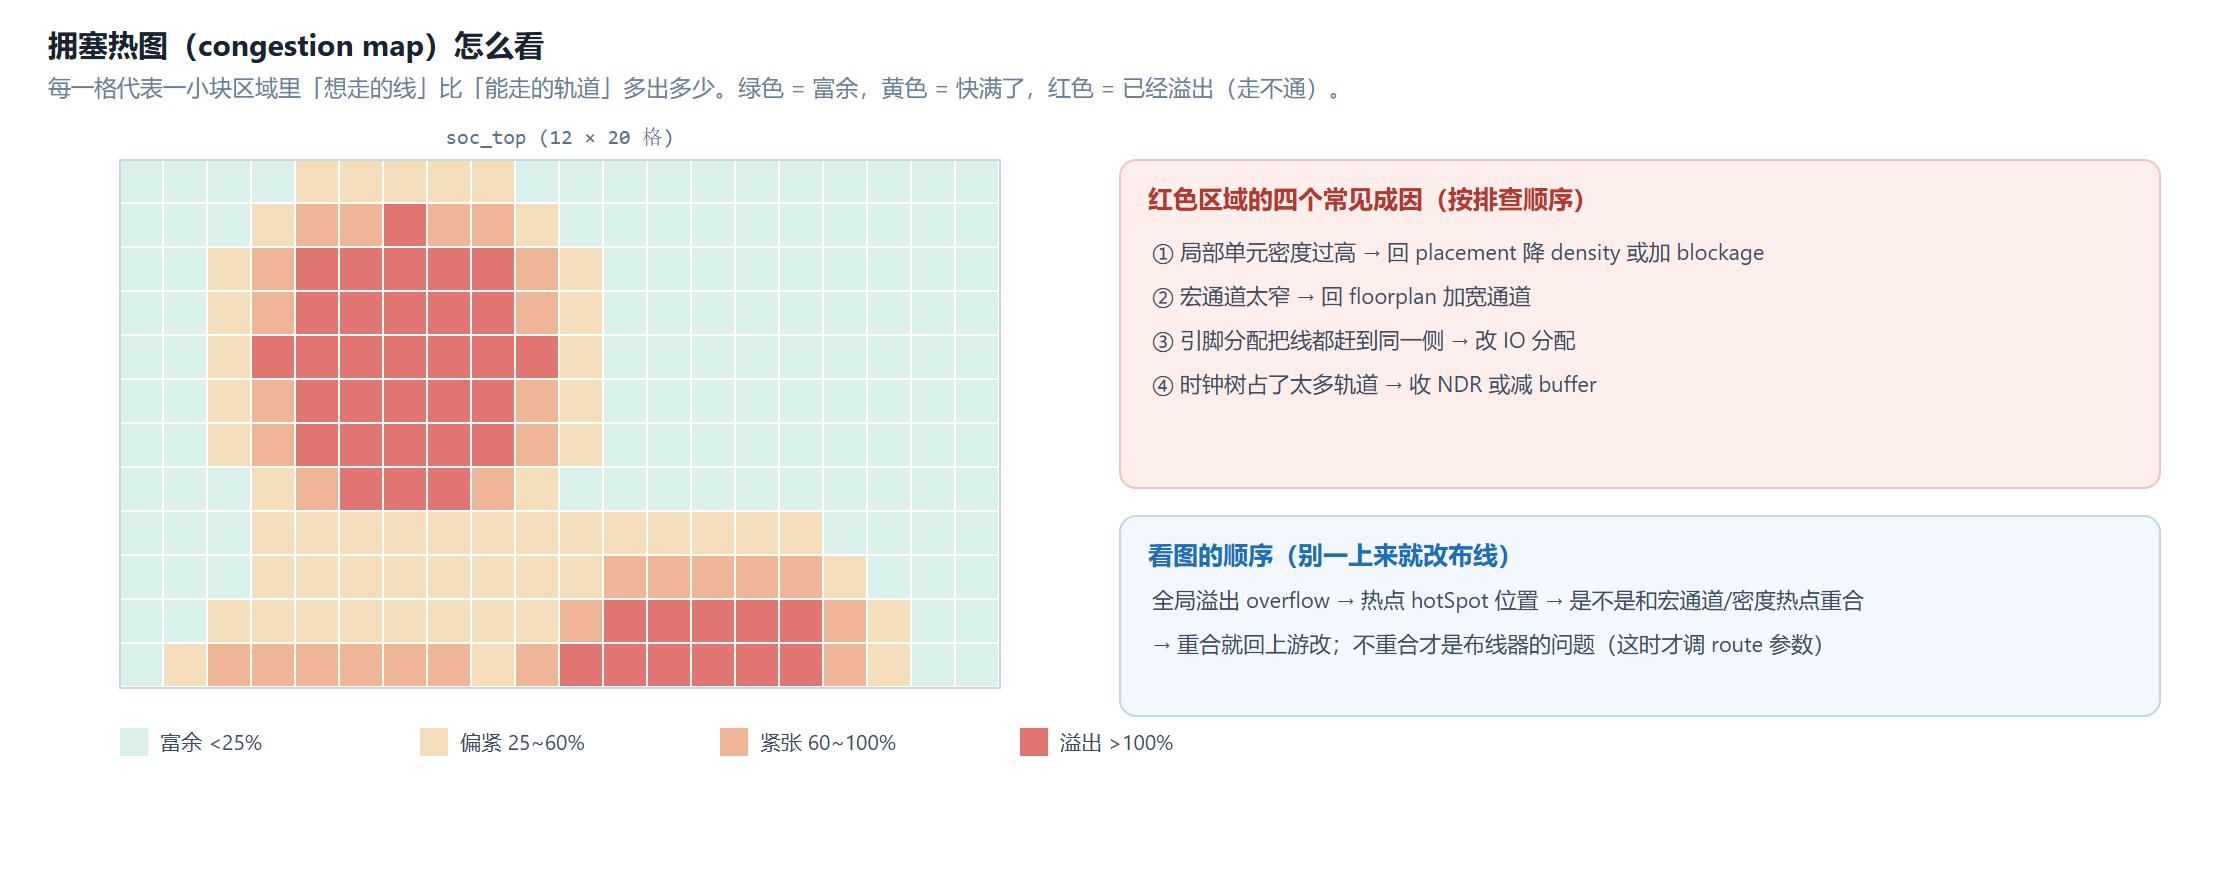 拥塞热图（congestion map）怎么看
每一格代表一小块区域里「想走的线」比「能走的轨道」多出多少。绿色 = 富余，黄色 = 快满了，红色 = 已经溢出（走不通）。
soc_top (12 × 20 格)
红色区域的四个常见成因（按排查顺序）
① 局部单元密度过高 → 回 placement 降 density 或加 blockage
② 宏通道太窄 → 回 floorplan 加宽通道
③ 引脚分配把线都赶到同一侧 → 改 IO 分配
④ 时钟树占了太多轨道 → 收 NDR 或减 buffer
看图的顺序（别一上来就改布线）
全局溢出 overflow → 热点 hotSpot 位置 → 是不是和宏通道/密度热点重合
→ 重合就回上游改；不重合才是布线器的问题（这时才调 route 参数）
富余 <25%
偏紧 25~60%
紧张 60~100%
溢出 >100%